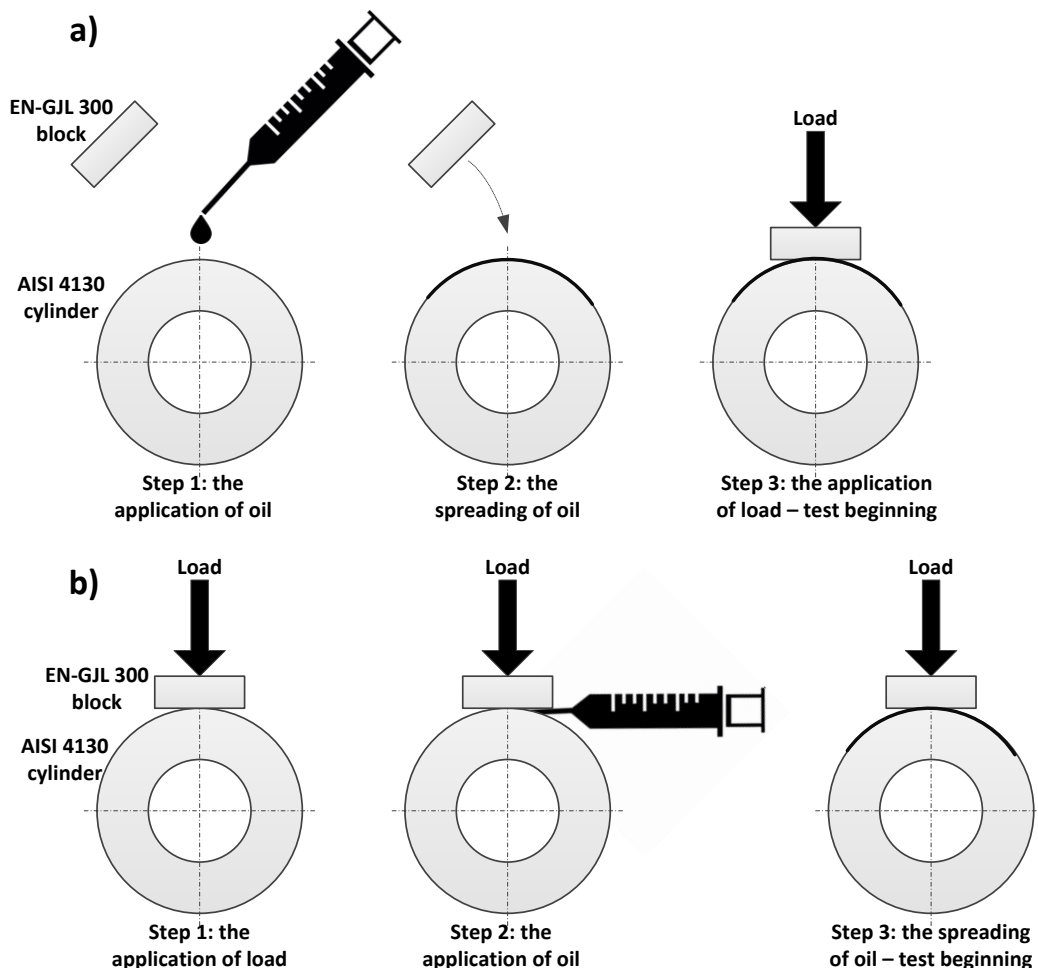 a)
EN-GJL 300
block
Load
AISI 4130
cylinder
Step 1: the
application of oil
Step 2: the
spreading of oil
Step 3: the application
of load – test beginning
b)
Load
Load
Load
EN-GJL 300
block
AISI 4130
cylinder
Step 1: the
application of load
Step 2: the
application of oil
Step 3: the spreading
of oil – test beginning